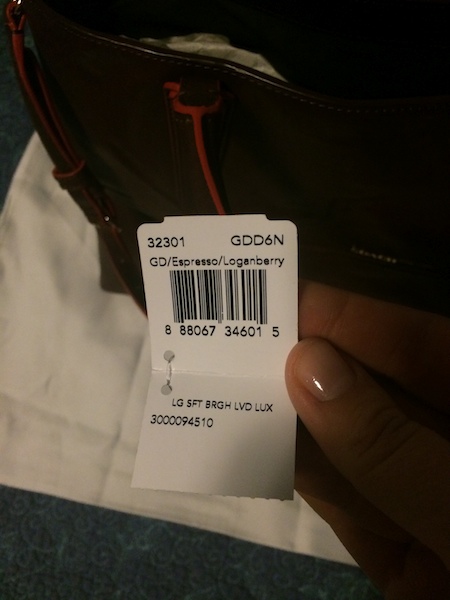 32301 GDD6N
GD/Espresso/Loganberry
8 88067 34601 5
LG SFT BRGH LVD LUX
3000094510